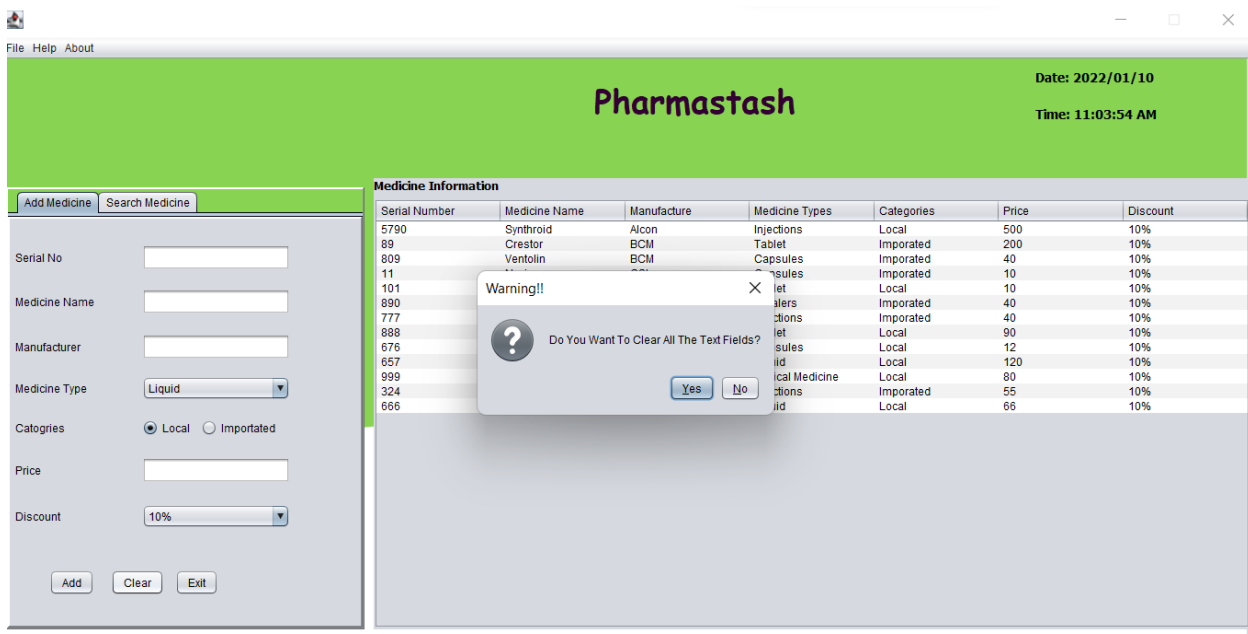 File Help About
Pharmastash
Date: 2022/01/10
Time: 11:03:54 AM
Add Medicine Search Medicine
Serial No
Medicine Name
Manufacturer
Medicine Type Liquid
Catogries Local Importated
Price
Discount 10%
Add Clear Exit
Medicine Information
Serial Number Medicine Name Manufacture Medicine Types Categories Price Discount
5790 Synthroid Alcon Injections Local 500 10%
89 Crestor BCM Tablet Imporated 200 10%
809 Ventolin BCM Capsules Imporated 40 10%
11 Imporated 10 10%
101 Local 10 10%
890 Imporated 40 10%
777 Imporated 40 10%
888 Local 90 10%
676 Local 12 10%
657 Local 120 10%
999 Medicine Local 80 10%
324 Imporated 55 10%
666 Local 66 10%
Warning!!
Do You Want To Clear All The Text Fields?
Yes No